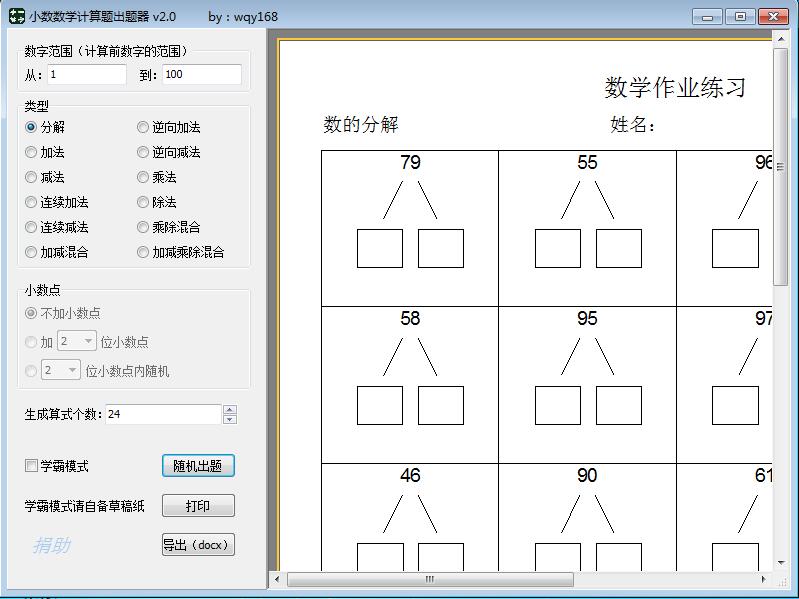 小数数学计算题出题器 v2.0 by : wqy168
数字范围（计算前数字的范围）
从: 1 到: 100
类型
分解 逆向加法
加法 逆向减法
减法 乘法
连续加法 除法
连续减法 乘除混合
加减混合 加减乘除混合
小数点
不加小数点
加 2 位小数点
2 位小数点内随机
生成算式个数: 24
学霸模式 随机出题
学霸模式请自备草稿纸 打印
捐助 导出（docx）
数学作业练习
数的分解 姓名：
79 55 96
58 95 97
46 90 61